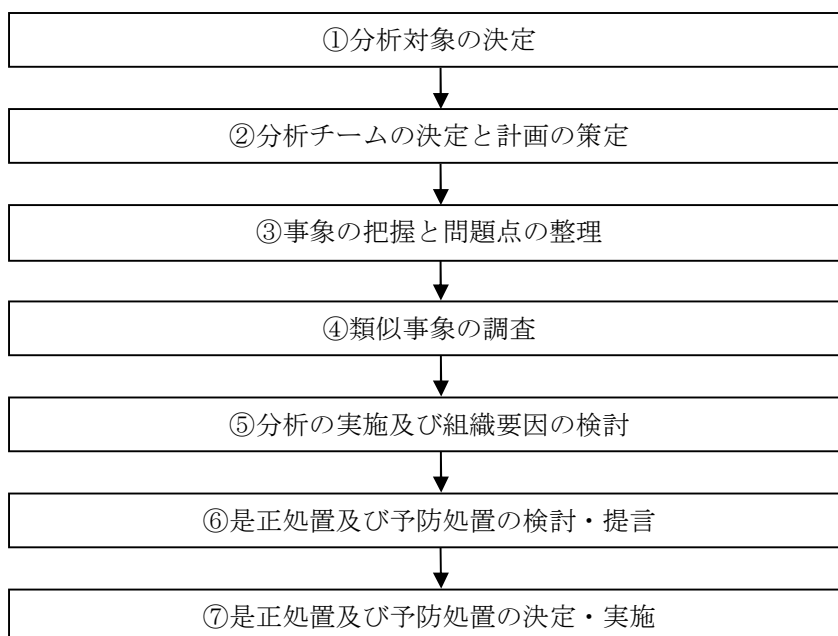 ①分析対象の決定
②分析チームの決定と計画の策定
③事象の把握と問題点の整理
④類似事象の調査
⑤分析の実施及び組織要因の検討
⑥是正処置及び予防処置の検討・提言
⑦是正処置及び予防処置の決定・実施